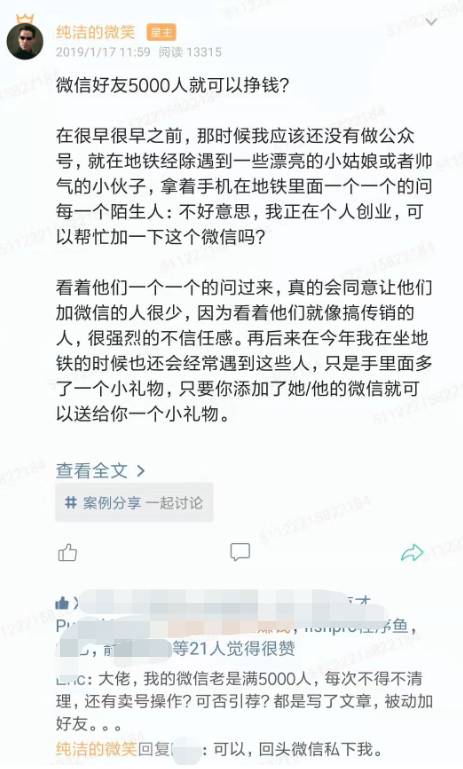 纯洁的微笑 星主
2019/1/17 11:59 阅读 13315
微信好友5000人就可以挣钱?
在很早很早之前，那时候我应该还没有做公众
号，就在地铁经除遇到一些漂亮的小姑娘或者帅
气的小伙子，拿着手机在地铁里面一个一个的问
每一个陌生人: 不好意思，我正在个人创业，可
以帮忙加一下这个微信吗?
看着他们一个一个的问过来，真的会同意让他们
加微信的人很少，因为看着他们就像搞传销的
人，很强烈的不信任感。再后来在今年我在坐地
铁的时候也还会经常遇到这些人，只是手里面多
了一个小礼物，只要你添加了她/他的微信就可
以送给你一个小礼物。
查看全文
# 案例分享 一起讨论
等21人觉得很赞
Eric: 大佬，我的微信老是满5000人，每次不得不清
理，还有卖号操作? 可否引荐? 都是写了文章，被动加
好友。。。
纯洁的微笑回复: 可以，回头微信私下我。